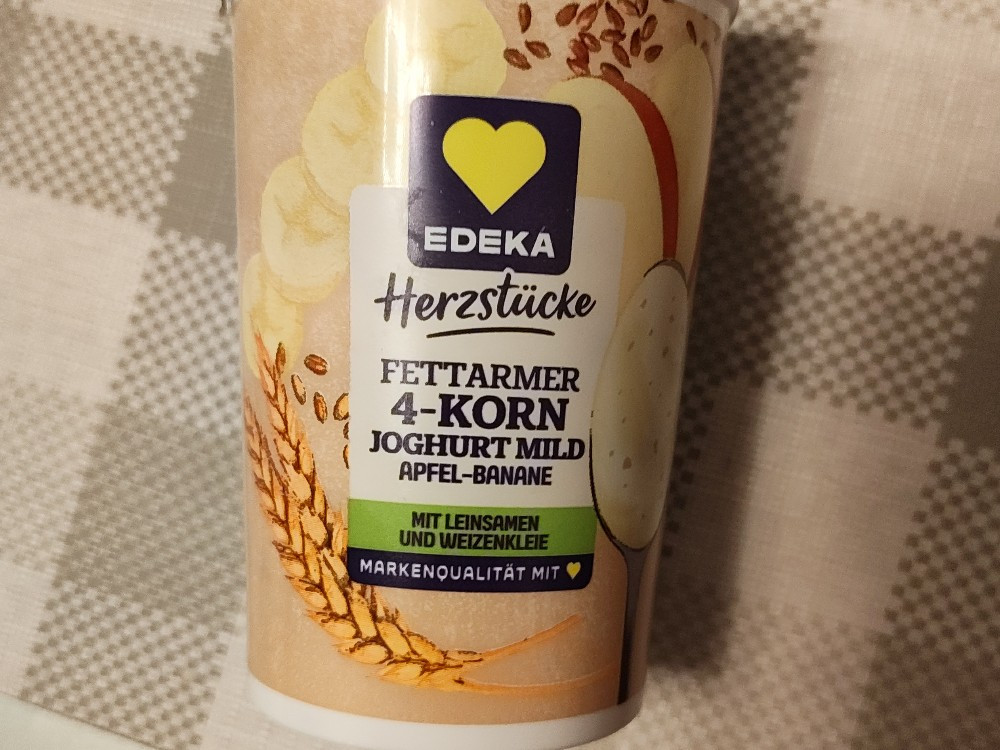 EDEKA
Herzstücke
FETTARMER
4-KORN
JOGHURT MILD
APFEL-BANANE
MIT LEINSAMEN
UND WEIZENKLEIE
MARKENQUALITÄT MIT